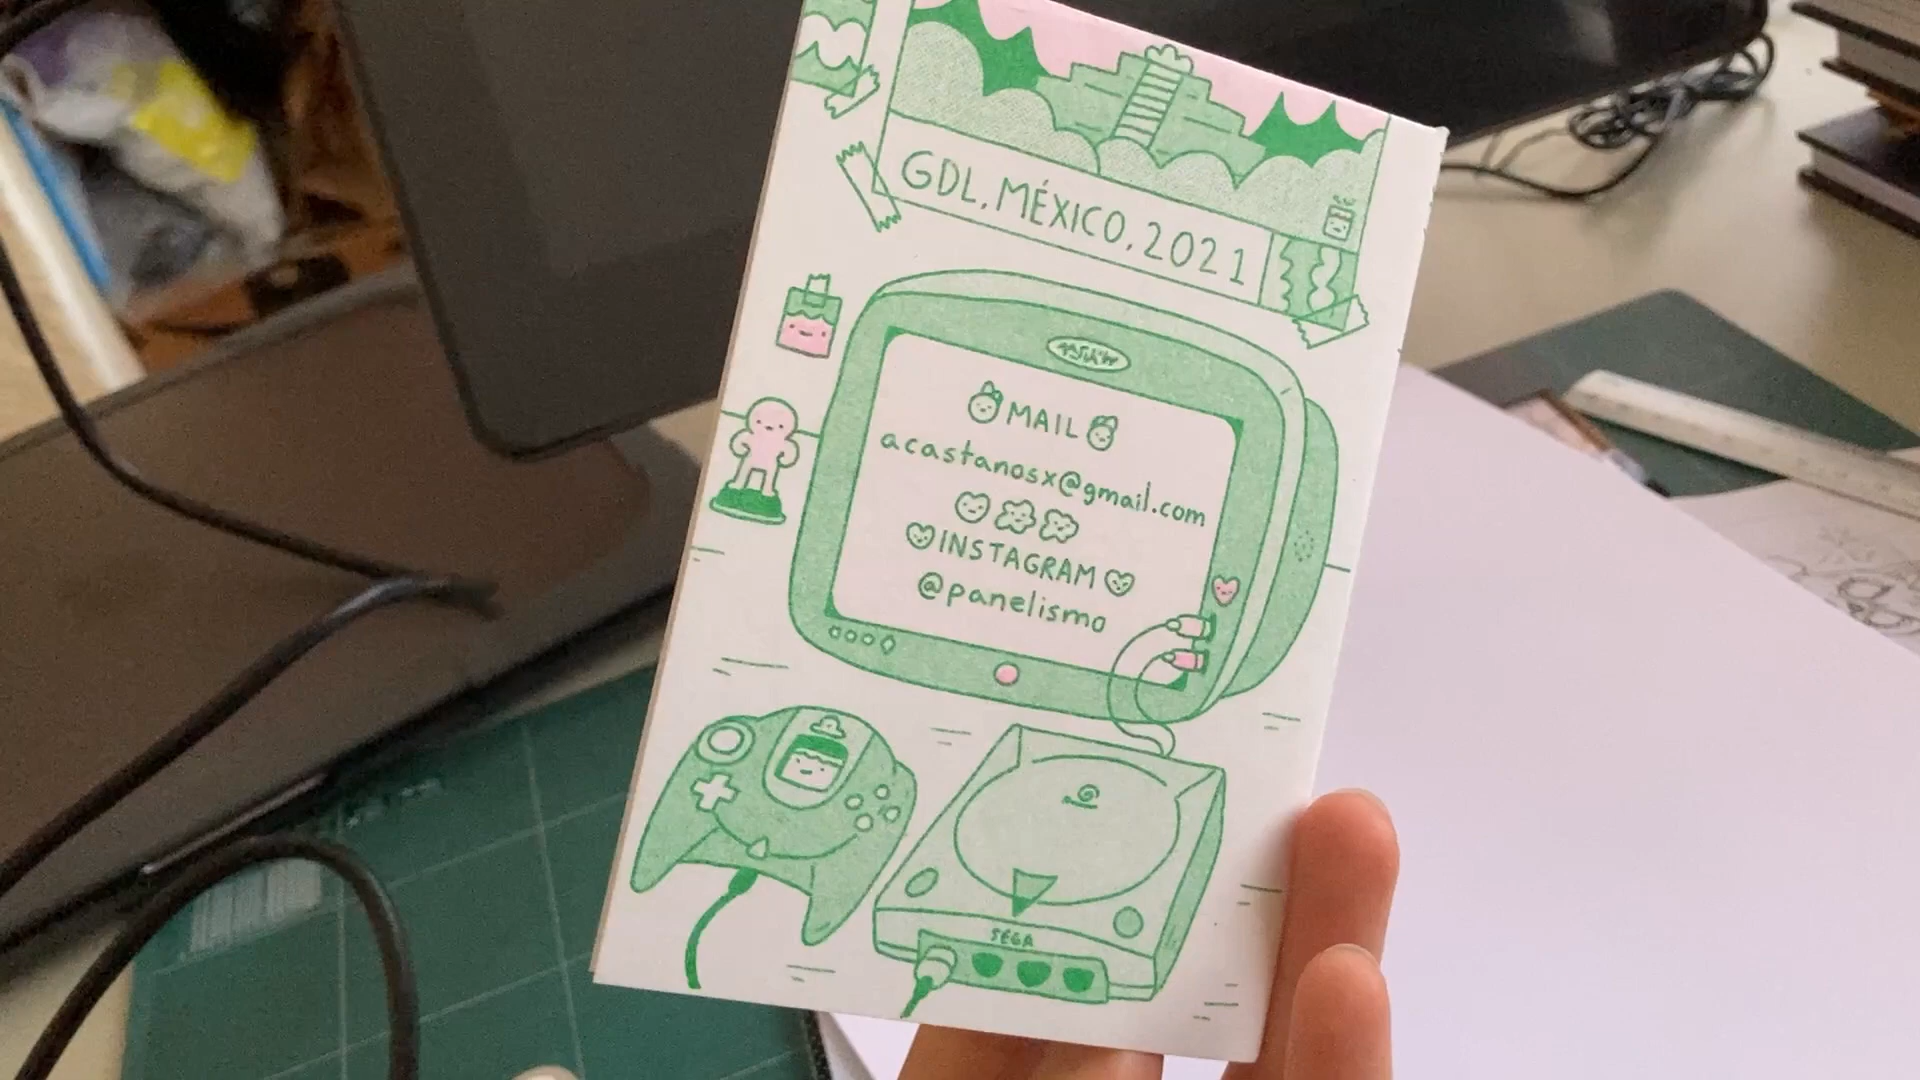 GDL, MÉXICO, 2021
MAIL
acastanosx@gmail.com
INSTAGRAM
@panelismo
SEGA